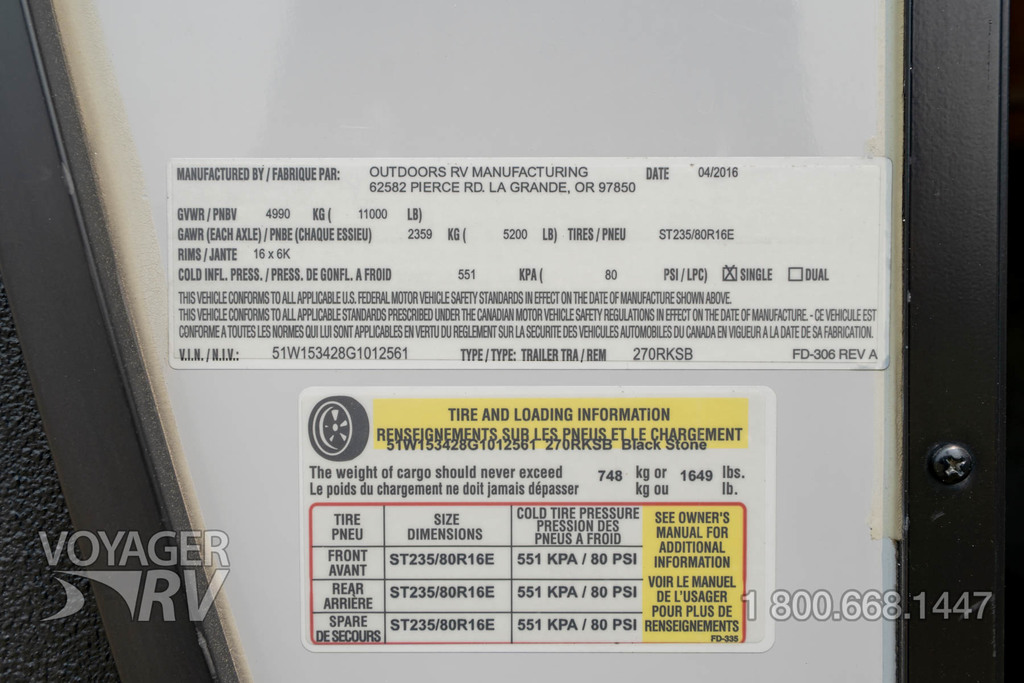 MANUFACTURED BY / FABRIQUE PAR: OUTDOORS RV MANUFACTURING DATE 04/2016
62582 PIERCE RD. LA GRANDE, OR 97850
GVWR / PNBV 4990 KG ( 11000 LB)
GAWR (EACH AXLE) / PNBE (CHAQUE ESSIEU) 2359 KG ( 5200 LB) TIRES / PNEU ST235/80R16E
RIMS / JANTE 16 x 6K
COLD INFL. PRESS. / PRESS. DE GONFL. A FROID 551 KPA ( 80 PSI / LPC) X SINGLE DUAL
THIS VEHICLE CONFORMS TO ALL APPLICABLE U.S. FEDERAL MOTOR VEHICLE SAFETY STANDARDS IN EFFECT ON THE DATE OF MANUFACTURE SHOWN ABOVE.
THIS VEHICLE CONFORMS TO ALL APPLICABLE STANDARDS PRESCRIBED UNDER THE CANADIAN MOTOR VEHICLE SAFETY REGULATIONS IN EFFECT ON THE DATE OF MANUFACTURE. - CE VEHICULE EST
CONFORME A TOUTES LES NORMES QUI LUI SONT APPLICABLES EN VERTU DU REGLEMENT SUR LA SECURITE DES VEHICULES AUTOMOBILES DU CANADA EN VIGUEUR A LA DATE DE SA FABRICATION.
V.I.N. / N.I.V.: 51W153428G1012561 TYPE / TYPE: TRAILER TRA / REM 270RKSB FD-306 REV A
TIRE AND LOADING INFORMATION
RENSEIGNEMENTS SUR LES PNEUS ET LE CHARGEMENT
51W153428G1012561 270RKSB Black Stone
The weight of cargo should never exceed 748 kg or 1649 lbs.
Le poids du chargement ne doit jamais dépasser kg ou lb.
TIRE
PNEU
SIZE
DIMENSIONS
COLD TIRE PRESSURE
PRESSION DES
PNEUS A FROID
FRONT
AVANT
ST235/80R16E
551 KPA / 80 PSI
REAR
ARRIÈRE
ST235/80R16E
551 KPA / 80 PSI
SPARE
DE SECOURS
ST235/80R16E
551 KPA / 80 PSI
SEE OWNER'S
MANUAL FOR
ADDITIONAL
INFORMATION
VOIR LE MANUEL
DE L'USAGER
POUR PLUS DE
RENSEIGNEMENTS
FD-335
VOYAGER
RV
1 800.668.1447